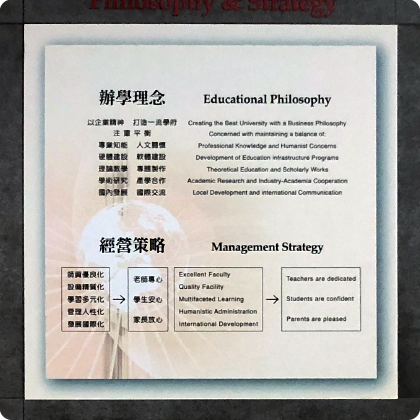 Philosophy & Strategy
辦學理念 Educational Philosophy
以企業精神 打造一流學府 Creating the Best University with a Business Philosophy
注重平衡 Concerned with maintaining a balance of:
專業知能 人文關懷 Professional Knowledge and Humanist Concerns
硬體建設 軟體建設 Development of Education infrastructure Programs
理論教學 專題製作 Theoretical Education and Scholarly Works
學術研究 產學合作 Academic Research and Industry-Academia Cooperation
國內發展 國際交流 Local Development and international Communication
經營策略 Management Strategy
師資優良化
設備精質化
學習多元化
管理人性化
發展國際化
→
老師專心
學生安心
家長放心
Excellent Faculty
Quality Facility
Multifaceted Learning
Humanistic Administration
International Development
→
Teachers are dedicated
Students are confident
Parents are pleased